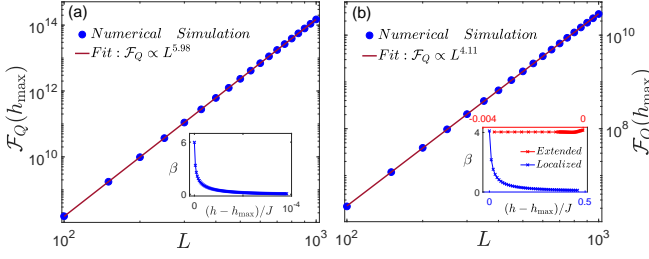 (a)
Numerical Simulation
Fit : F_Q ∝ L^5.98
F_Q(h_max)
10^14
10^12
10^10
6
β
0
0
10^-4
(h − h_max)/J
10^2
L
10^3
(b)
Numerical Simulation
Fit : F_Q ∝ L^4.11
10^10
10^8
F_Q(h_max)
-0.004
0
4
β
Extended
Localized
0
0
0.5
(h − h_max)/J
10^2
L
10^3